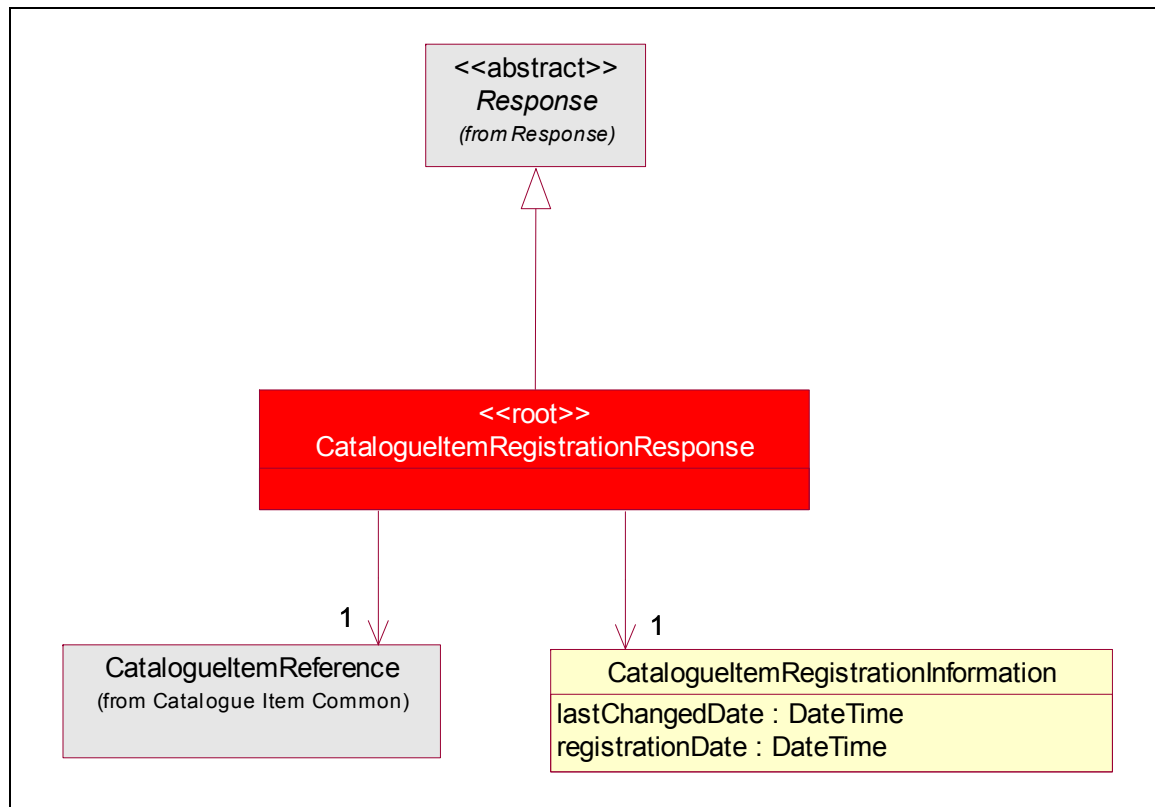 <<abstract>>
Response
(from Response)
<<root>>
CatalogueItemRegistrationResponse
1
1
CatalogueItemReference
(from Catalogue Item Common)
CatalogueItemRegistrationInformation
lastChangedDate : DateTime
registrationDate : DateTime